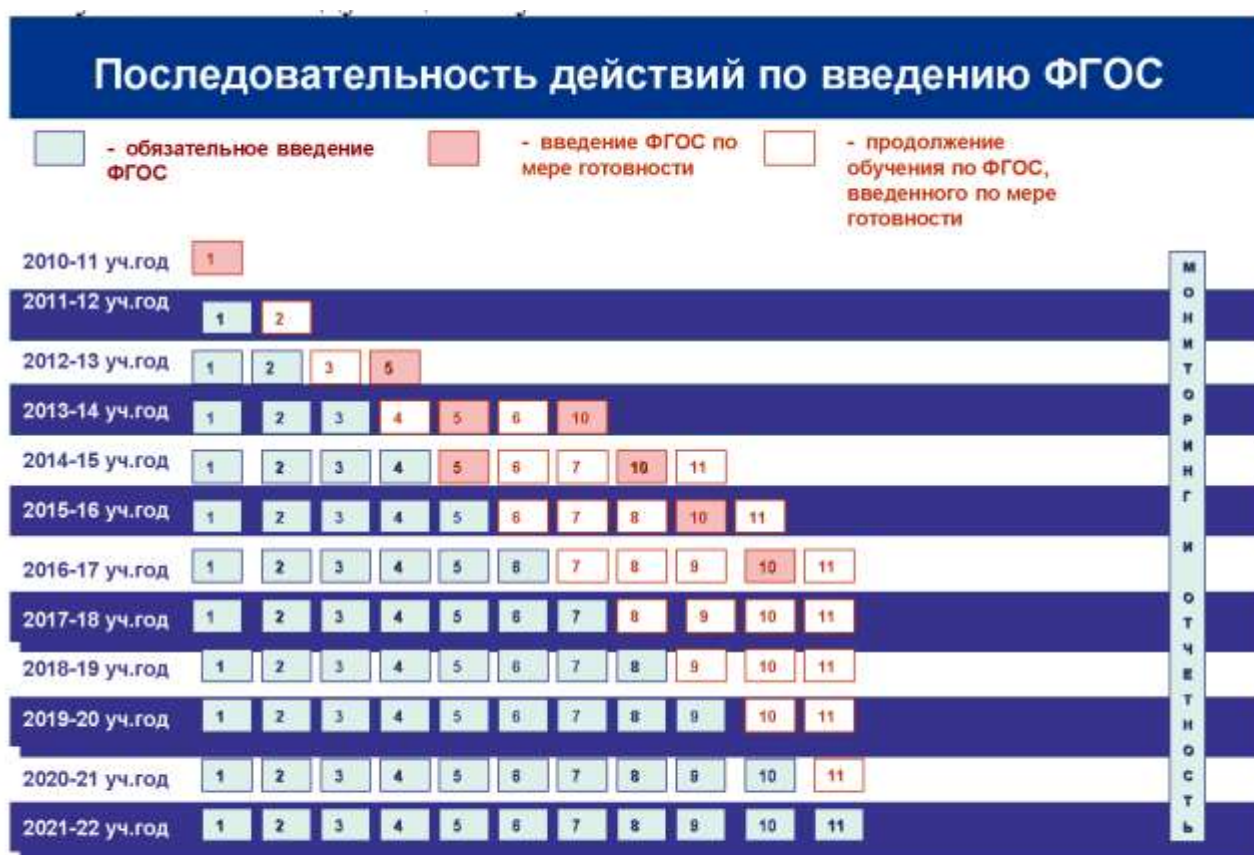 Последовательность действий по введению ФГОС
- обязательное введение
ФГОС
- введение ФГОС по
мере готовности
- продолжение
обучения по ФГОС,
введенного по мере
готовности
2010-11 уч.год 1
2011-12 уч.год 1 2
2012-13 уч.год 1 2 3 5
2013-14 уч.год 1 2 3 4 5 6 10
2014-15 уч.год 1 2 3 4 5 6 7 10 11
2015-16 уч.год 1 2 3 4 5 6 7 8 10 11
2016-17 уч.год 1 2 3 4 5 6 7 8 9 10 11
2017-18 уч.год 1 2 3 4 5 6 7 8 9 10 11
2018-19 уч.год 1 2 3 4 5 6 7 8 9 10 11
2019-20 уч.год 1 2 3 4 5 6 7 8 9 10 11
2020-21 уч.год 1 2 3 4 5 6 7 8 9 10 11
2021-22 уч.год 1 2 3 4 5 6 7 8 9 10 11
МОНИТОРИНГ И ОТЧЕТНОСТЬ